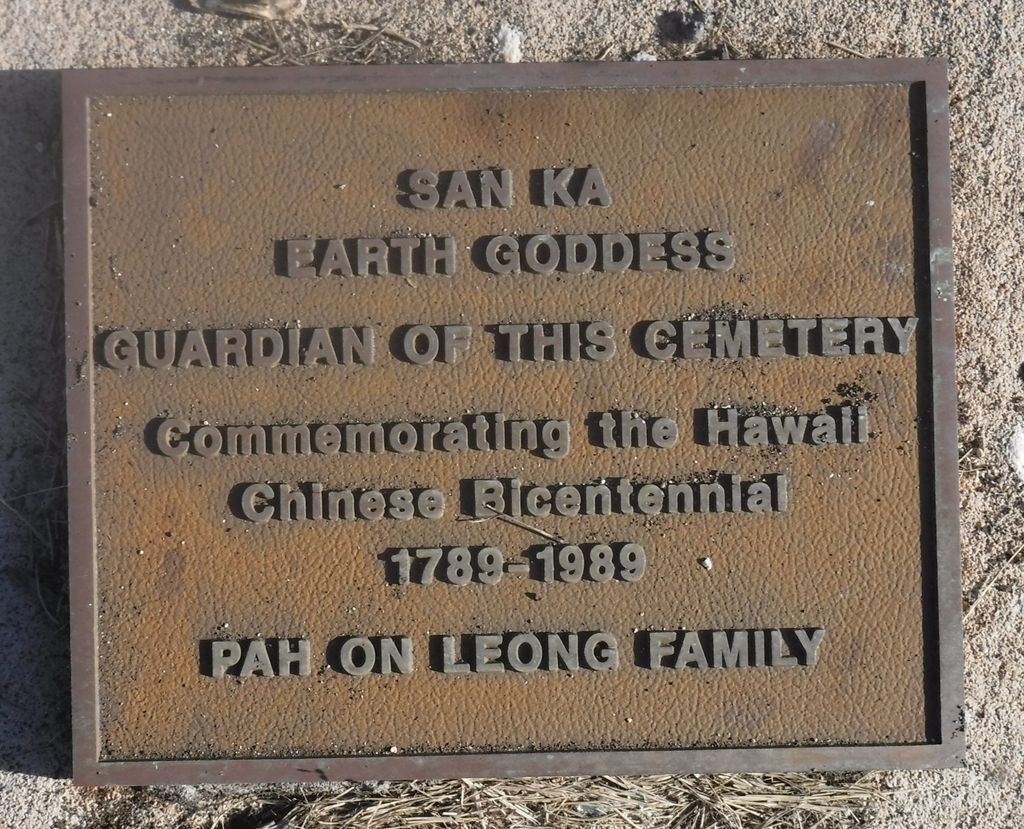 SAN KA
EARTH GODDESS
GUARDIAN OF THIS CEMETERY
Commemorating the Hawaii
Chinese Bicentennial
1789-1989
PAH ON LEONG FAMILY